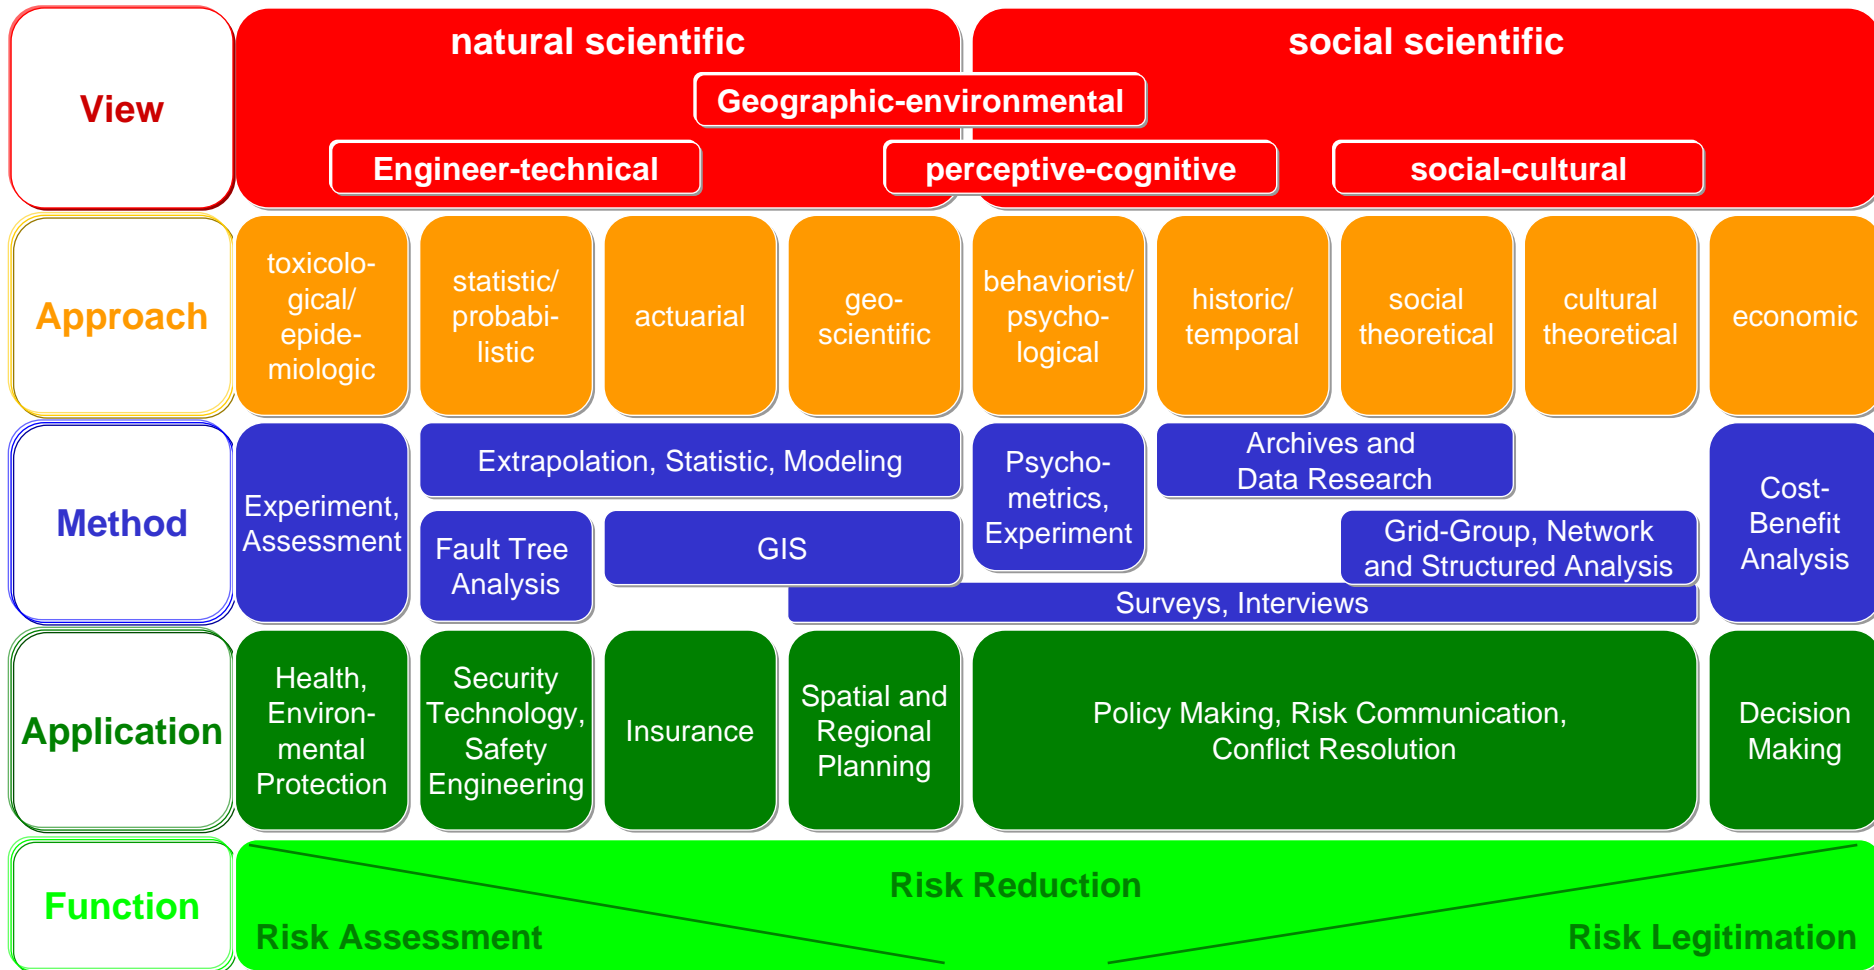 View
natural scientific
social scientific
Geographic-environmental
Engineer-technical
perceptive-cognitive
social-cultural
Approach
toxicolo-
gical/
epide-
miologic
statistic/
probabi-
listic
actuarial
geo-
scientific
behaviorist/
psycho-
logical
historic/
temporal
social
theoretical
cultural
theoretical
economic
Method
Experiment,
Assessment
Extrapolation, Statistic, Modeling
Fault Tree
Analysis
GIS
Psycho-
metrics,
Experiment
Archives and
Data Research
Grid-Group, Network
and Structured Analysis
Surveys, Interviews
Cost-
Benefit
Analysis
Application
Health,
Environ-
mental
Protection
Security
Technology,
Safety
Engineering
Insurance
Spatial and
Regional
Planning
Policy Making, Risk Communication,
Conflict Resolution
Decision
Making
Function
Risk Assessment
Risk Reduction
Risk Legitimation